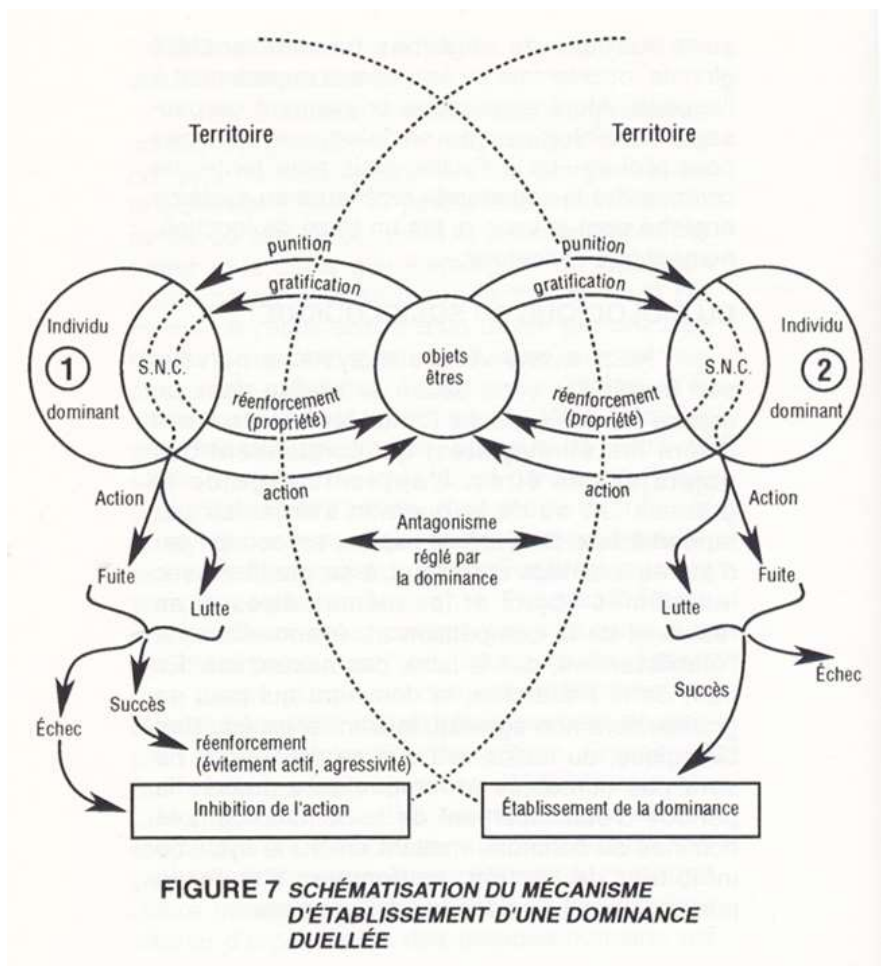 Territoire
Territoire
punition
punition
gratification
gratification
Individu
1
dominant
S.N.C.
objets
êtres
S.N.C.
Individu
2
dominant
réenforcement
(propriété)
réenforcement
(propriété)
action
action
Action
Action
Antagonisme
réglé par
la dominance
Fuite
Lutte
Lutte
Fuite
Échec
Succès
Succès
Échec
réenforcement
(évitement actif, agressivité)
Inhibition de l'action
Établissement de la dominance
FIGURE 7 SCHÉMATISATION DU MÉCANISME
D'ÉTABLISSEMENT D'UNE DOMINANCE
DUELLÉE